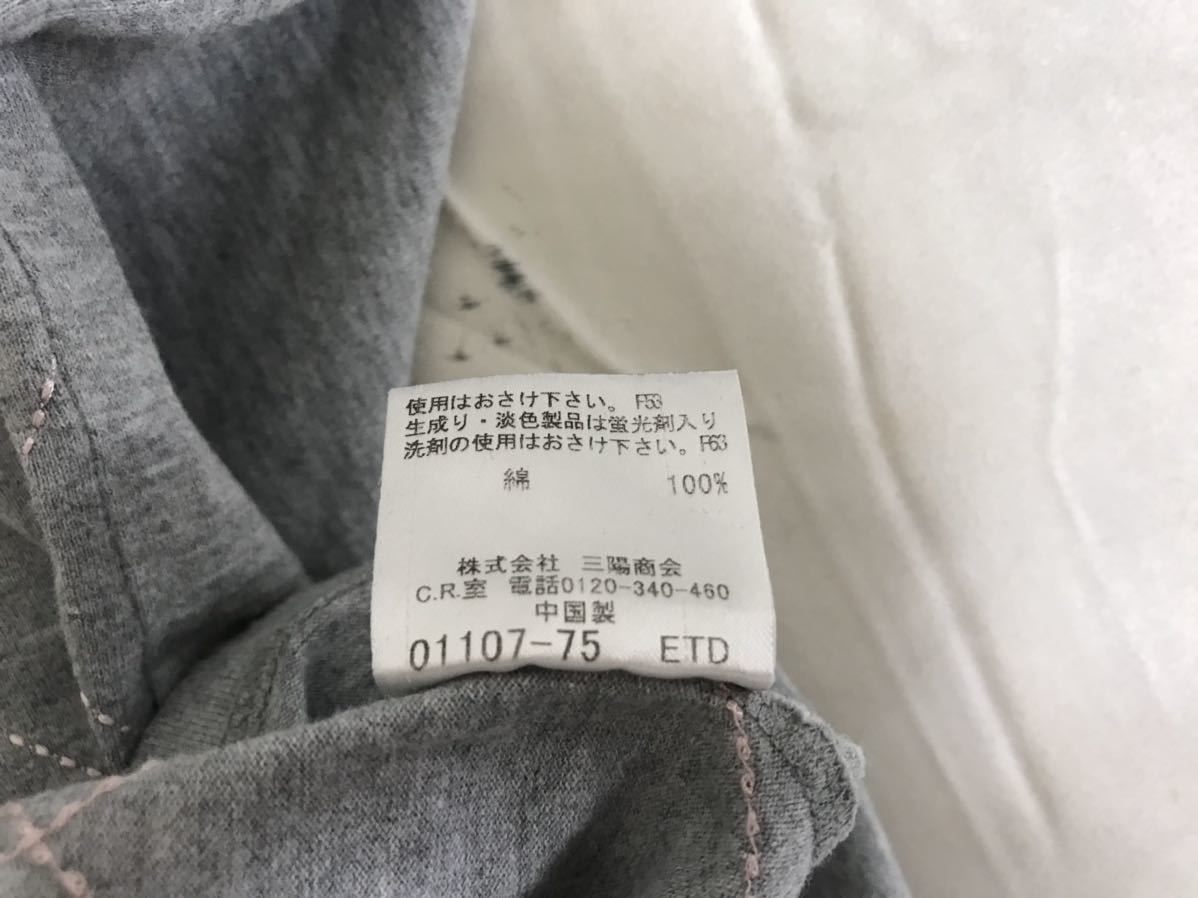 使用はおさけ下さい。F53
生成り・淡色製品は蛍光剤入り
洗剤の使用はおさけ下さい。F63
綿 100%
株式会社 三陽商会
C.R.室 電話0120-340-460
中国製
01107-75 ETD